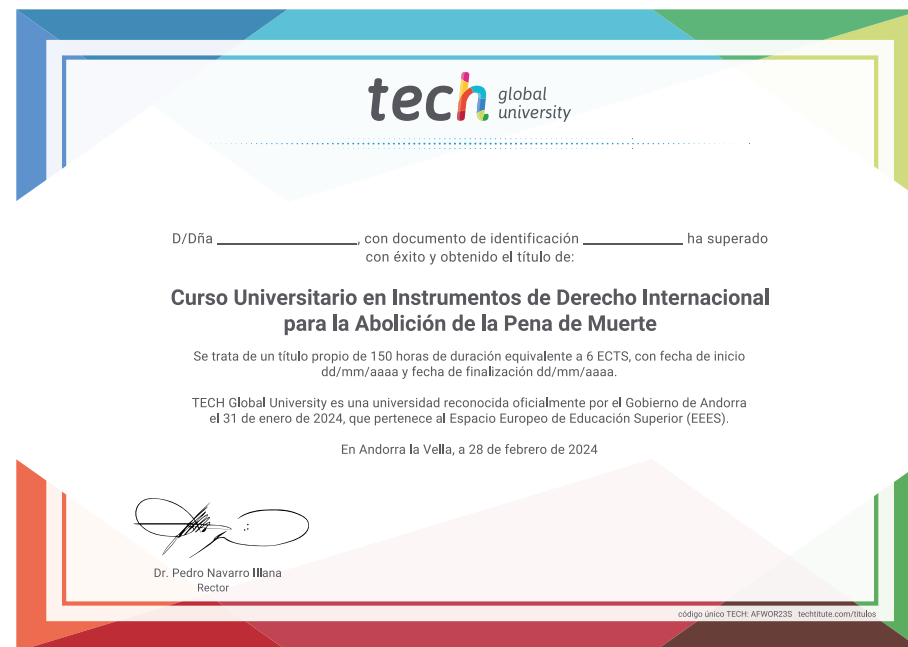 tech global university
D/Dña ____________________, con documento de identificación ______________ ha superado
con éxito y obtenido el título de:
Curso Universitario en Instrumentos de Derecho Internacional
para la Abolición de la Pena de Muerte
Se trata de un título propio de 150 horas de duración equivalente a 6 ECTS, con fecha de inicio
dd/mm/aaaa y fecha de finalización dd/mm/aaaa.
TECH Global University es una universidad reconocida oficialmente por el Gobierno de Andorra
el 31 de enero de 2024, que pertenece al Espacio Europeo de Educación Superior (EEES).
En Andorra la Vella, a 28 de febrero de 2024
Dr. Pedro Navarro Illana
Rector
código único TECH: AFWOR23S techtitute.com/titulos